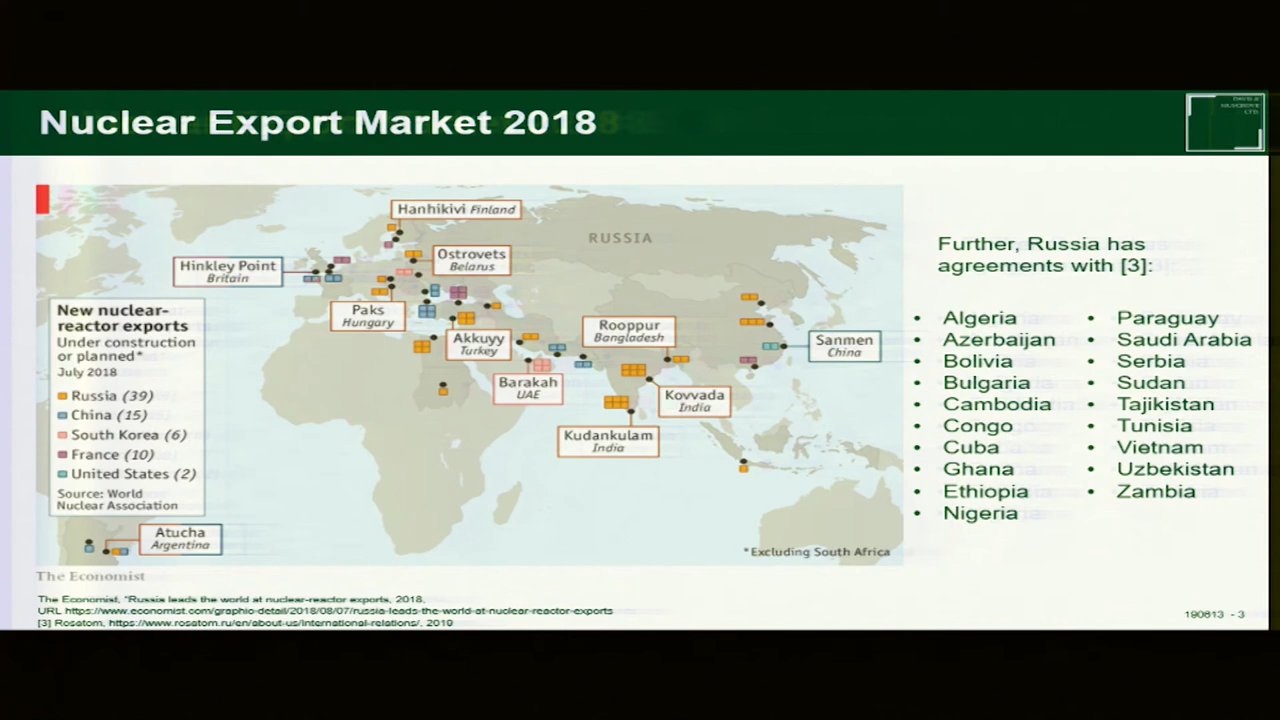 Nuclear Export Market 2018
DAVIS &
MUSGROVE
LTD.
Hanhikivi Finland
RUSSIA
Ostrovets
Belarus
Hinkley Point
Britain
New nuclear-
reactor exports
Under construction
or planned*
July 2018
Russia (39)
China (15)
South Korea (6)
France (10)
United States (2)
Source: World
Nuclear Association
Paks
Hungary
Akkuyu
Turkey
Rooppur
Bangladesh
Sanmen
China
Barakah
UAE
Kovvada
India
Kudankulam
India
Atucha
Argentina
*Excluding South Africa
The Economist
Further, Russia has
agreements with [3]:
• Algeria
• Azerbaijan
• Bolivia
• Bulgaria
• Cambodia
• Congo
• Cuba
• Ghana
• Ethiopia
• Nigeria
• Paraguay
• Saudi Arabia
• Serbia
• Sudan
• Tajikistan
• Tunisia
• Vietnam
• Uzbekistan
• Zambia
The Economist, "Russia leads the world at nuclear-reactor exports, 2018,
URL https://www.economist.com/graphic-detail/2018/08/07/russia-leads-the-world-at-nuclear-reactor-exports
[3] Rosatom, https://www.rosatom.ru/en/about-us/international-relations/, 2019
190613 - 3